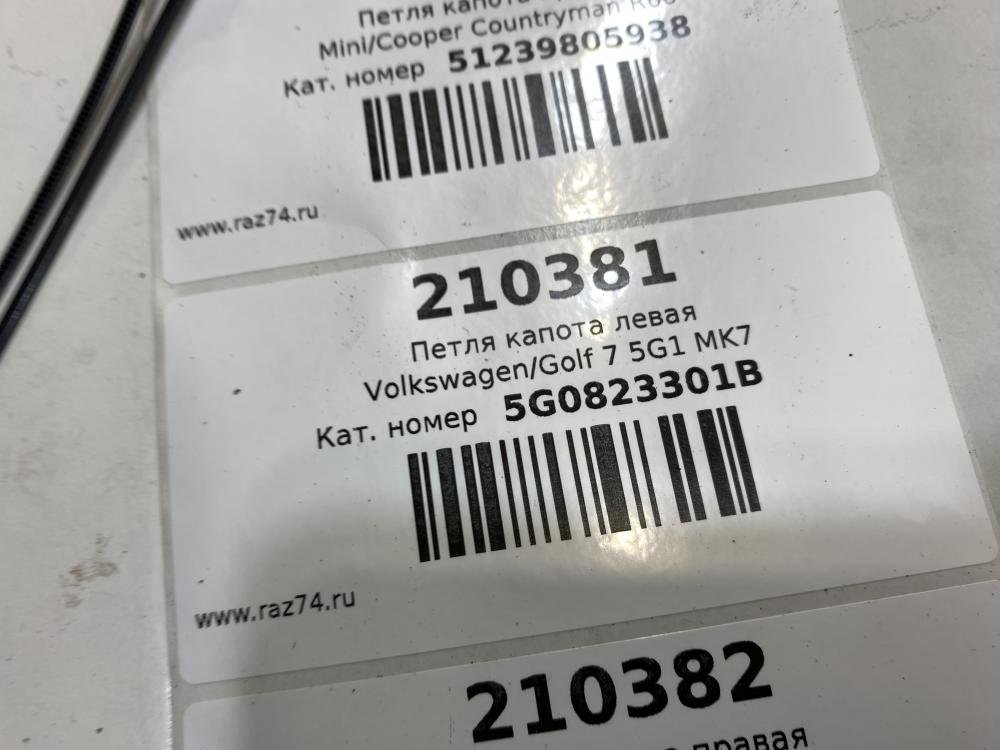 Петля капота
Mini/Cooper Countryman
Кат. номер 51239805938
www.raz74.ru
210381
Петля капота левая
Volkswagen/Golf 7 5G1 MK7
Кат. номер 5G0823301B
www.raz74.ru
210382
правая